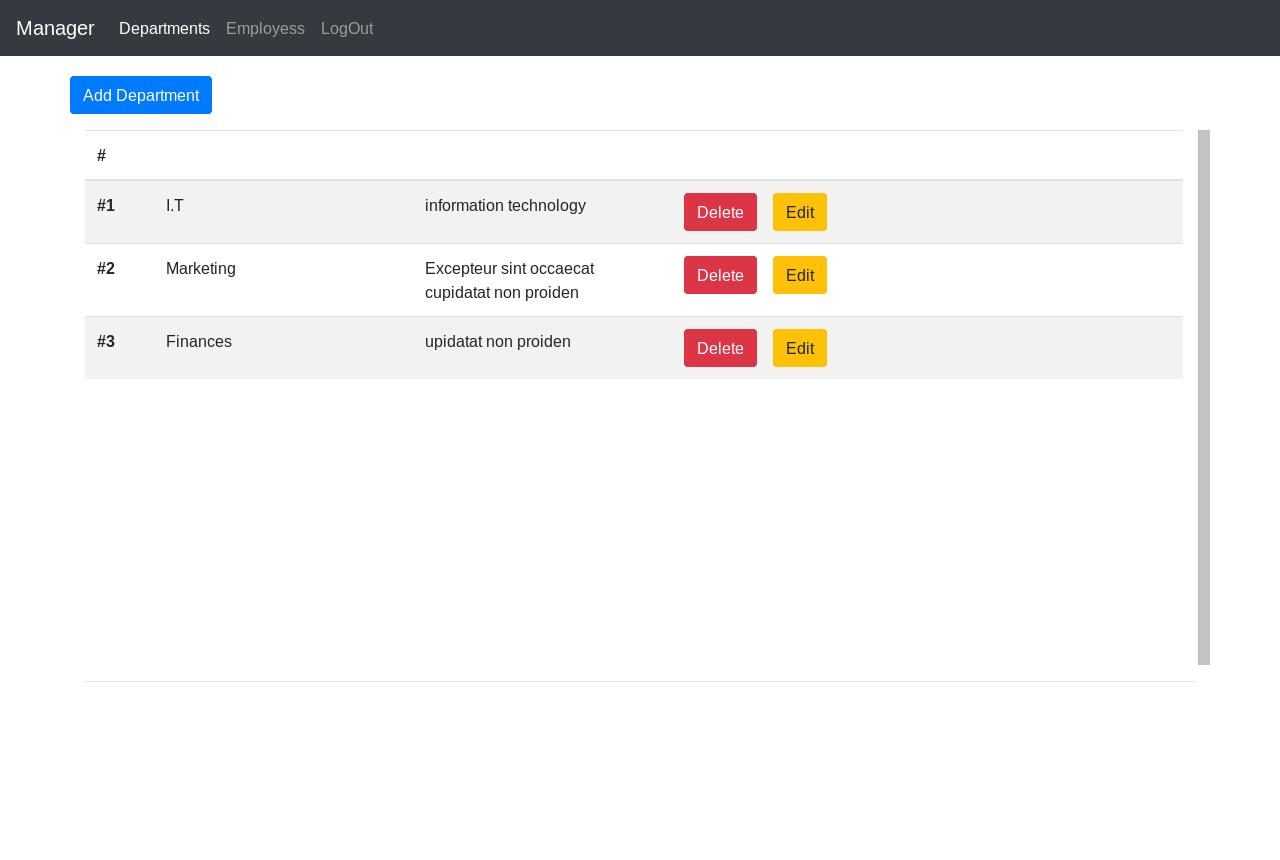 Manager Departments Employess LogOut
Add Department
#
#1 I.T information technology Delete Edit
#2 Marketing Excepteur sint occaecat
cupidatat non proiden Delete Edit
#3 Finances upidatat non proiden Delete Edit